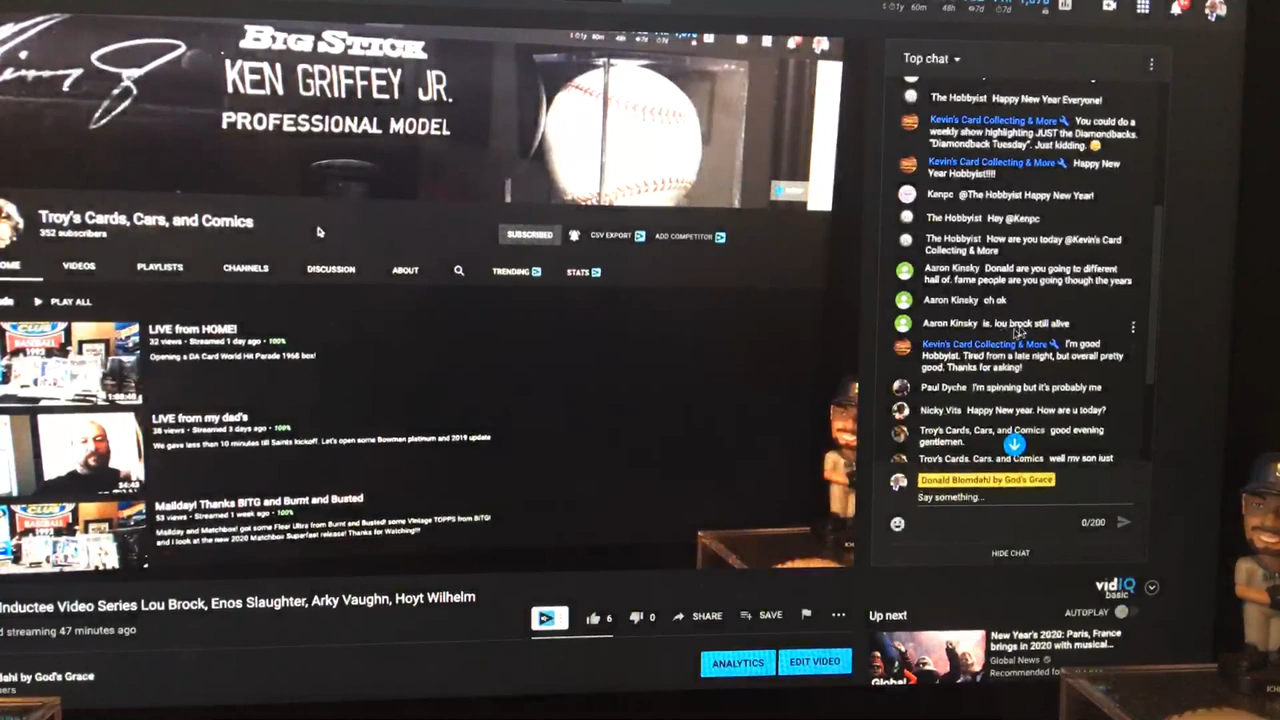 BIG STICK
KEN GRIFFEY JR.
PROFESSIONAL MODEL
Troy's Cards, Cars, and Comics
352 subscribers
SUBSCRIBED
CSV EXPORT
ADD COMPETITOR
VIDEOS
PLAYLISTS
CHANNELS
DISCUSSION
ABOUT
TRENDING
STATS
PLAY ALL
LIVE from HOME!
32 views • Streamed 1 day ago • 100%
Opening a DA Card World Hit Parade 1968 box!
LIVE from my dad's
38 views • Streamed 3 days ago • 100%
We gave less than 10 minutes till Saints kickoff. Let's open some Bowman platinum and 2019 update
Mailday! Thanks BITG and Burnt and Busted
53 views • Streamed 1 week ago • 100%
Mailday and Matchbox! got some Fleer Ultra from Burnt and Busted! some Vintage TOPPS from BITG!
and I look at the new 2020 Matchbox Superfast release! Thanks for Watching!!!
Inductee Video Series Lou Brock, Enos Slaughter, Arky Vaughn, Hoyt Wilhelm
streaming 47 minutes ago
6
0
SHARE
SAVE
ANALYTICS
EDIT VIDEO
by God's Grace
Top chat
The Hobbyist Happy New Year Everyone!
Kevin's Card Collecting & More You could do a
weekly show highlighting JUST the Diamondbacks.
"Diamondback Tuesday". Just kidding.
Kevin's Card Collecting & More Happy
New Year Hobbyist!!!!
Kenpc @The Hobbyist Happy New Year!
The Hobbyist Hey @Kenpc
The Hobbyist How are you today @Kevin's Card
Collecting & More
Aaron Kinsky Donald are you going to different
hall of. fame people are you going though the years
Aaron Kinsky oh ok
Aaron Kinsky is. lou brock still alive
Kevin's Card Collecting & More I'm good
Hobbyist. Tired from a late night, but overall pretty
good. Thanks for asking!
Paul Dyche I'm spinning but it's probably me
Nicky Vits Happy New year. How are u today?
Troy's Cards, Cars, and Comics good evening
gentlemen.
Troy's Cards, Cars, and Comics well my son just
Donald Blomdahl by God's Grace
Say something...
0/200
HIDE CHAT
vidIQ
basic
Up next
AUTOPLAY
New Year's 2020: Paris, France
brings in 2020 with musical...
Global News
Recommended
Global